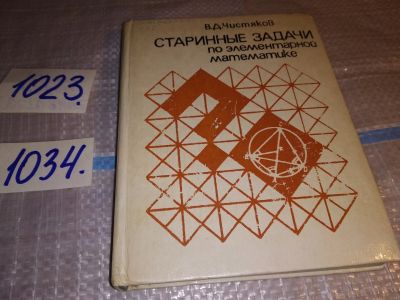 В.Д.Чистяков
СТАРИННЫЕ ЗАДАЧИ
по элементарной
математике
1023.
1034.